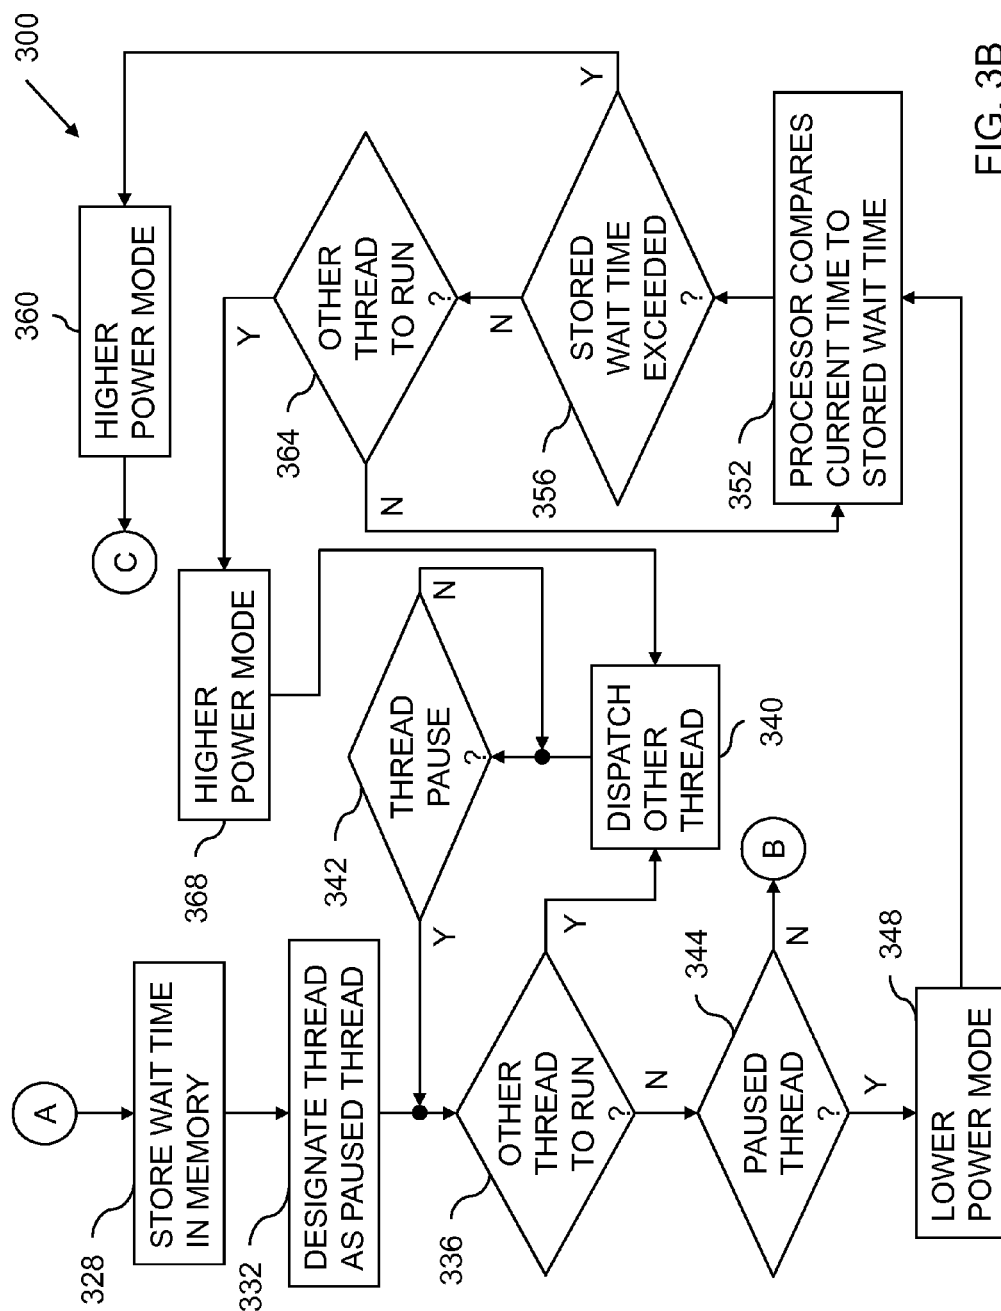 300
A
328
STORE WAIT TIME
IN MEMORY
332
DESIGNATE THREAD
AS PAUSED THREAD
336
OTHER
THREAD
TO RUN
?
Y
N
344
PAUSED
THREAD
?
N
B
Y
348
LOWER
POWER MODE
342
THREAD
PAUSE
?
Y
N
DISPATCH
OTHER
THREAD
340
368
HIGHER
POWER MODE
C
360
HIGHER
POWER MODE
364
OTHER
THREAD
TO RUN
?
Y
N
356
STORED
WAIT TIME
EXCEEDED
?
Y
N
352
PROCESSOR COMPARES
CURRENT TIME TO
STORED WAIT TIME
FIG. 3B